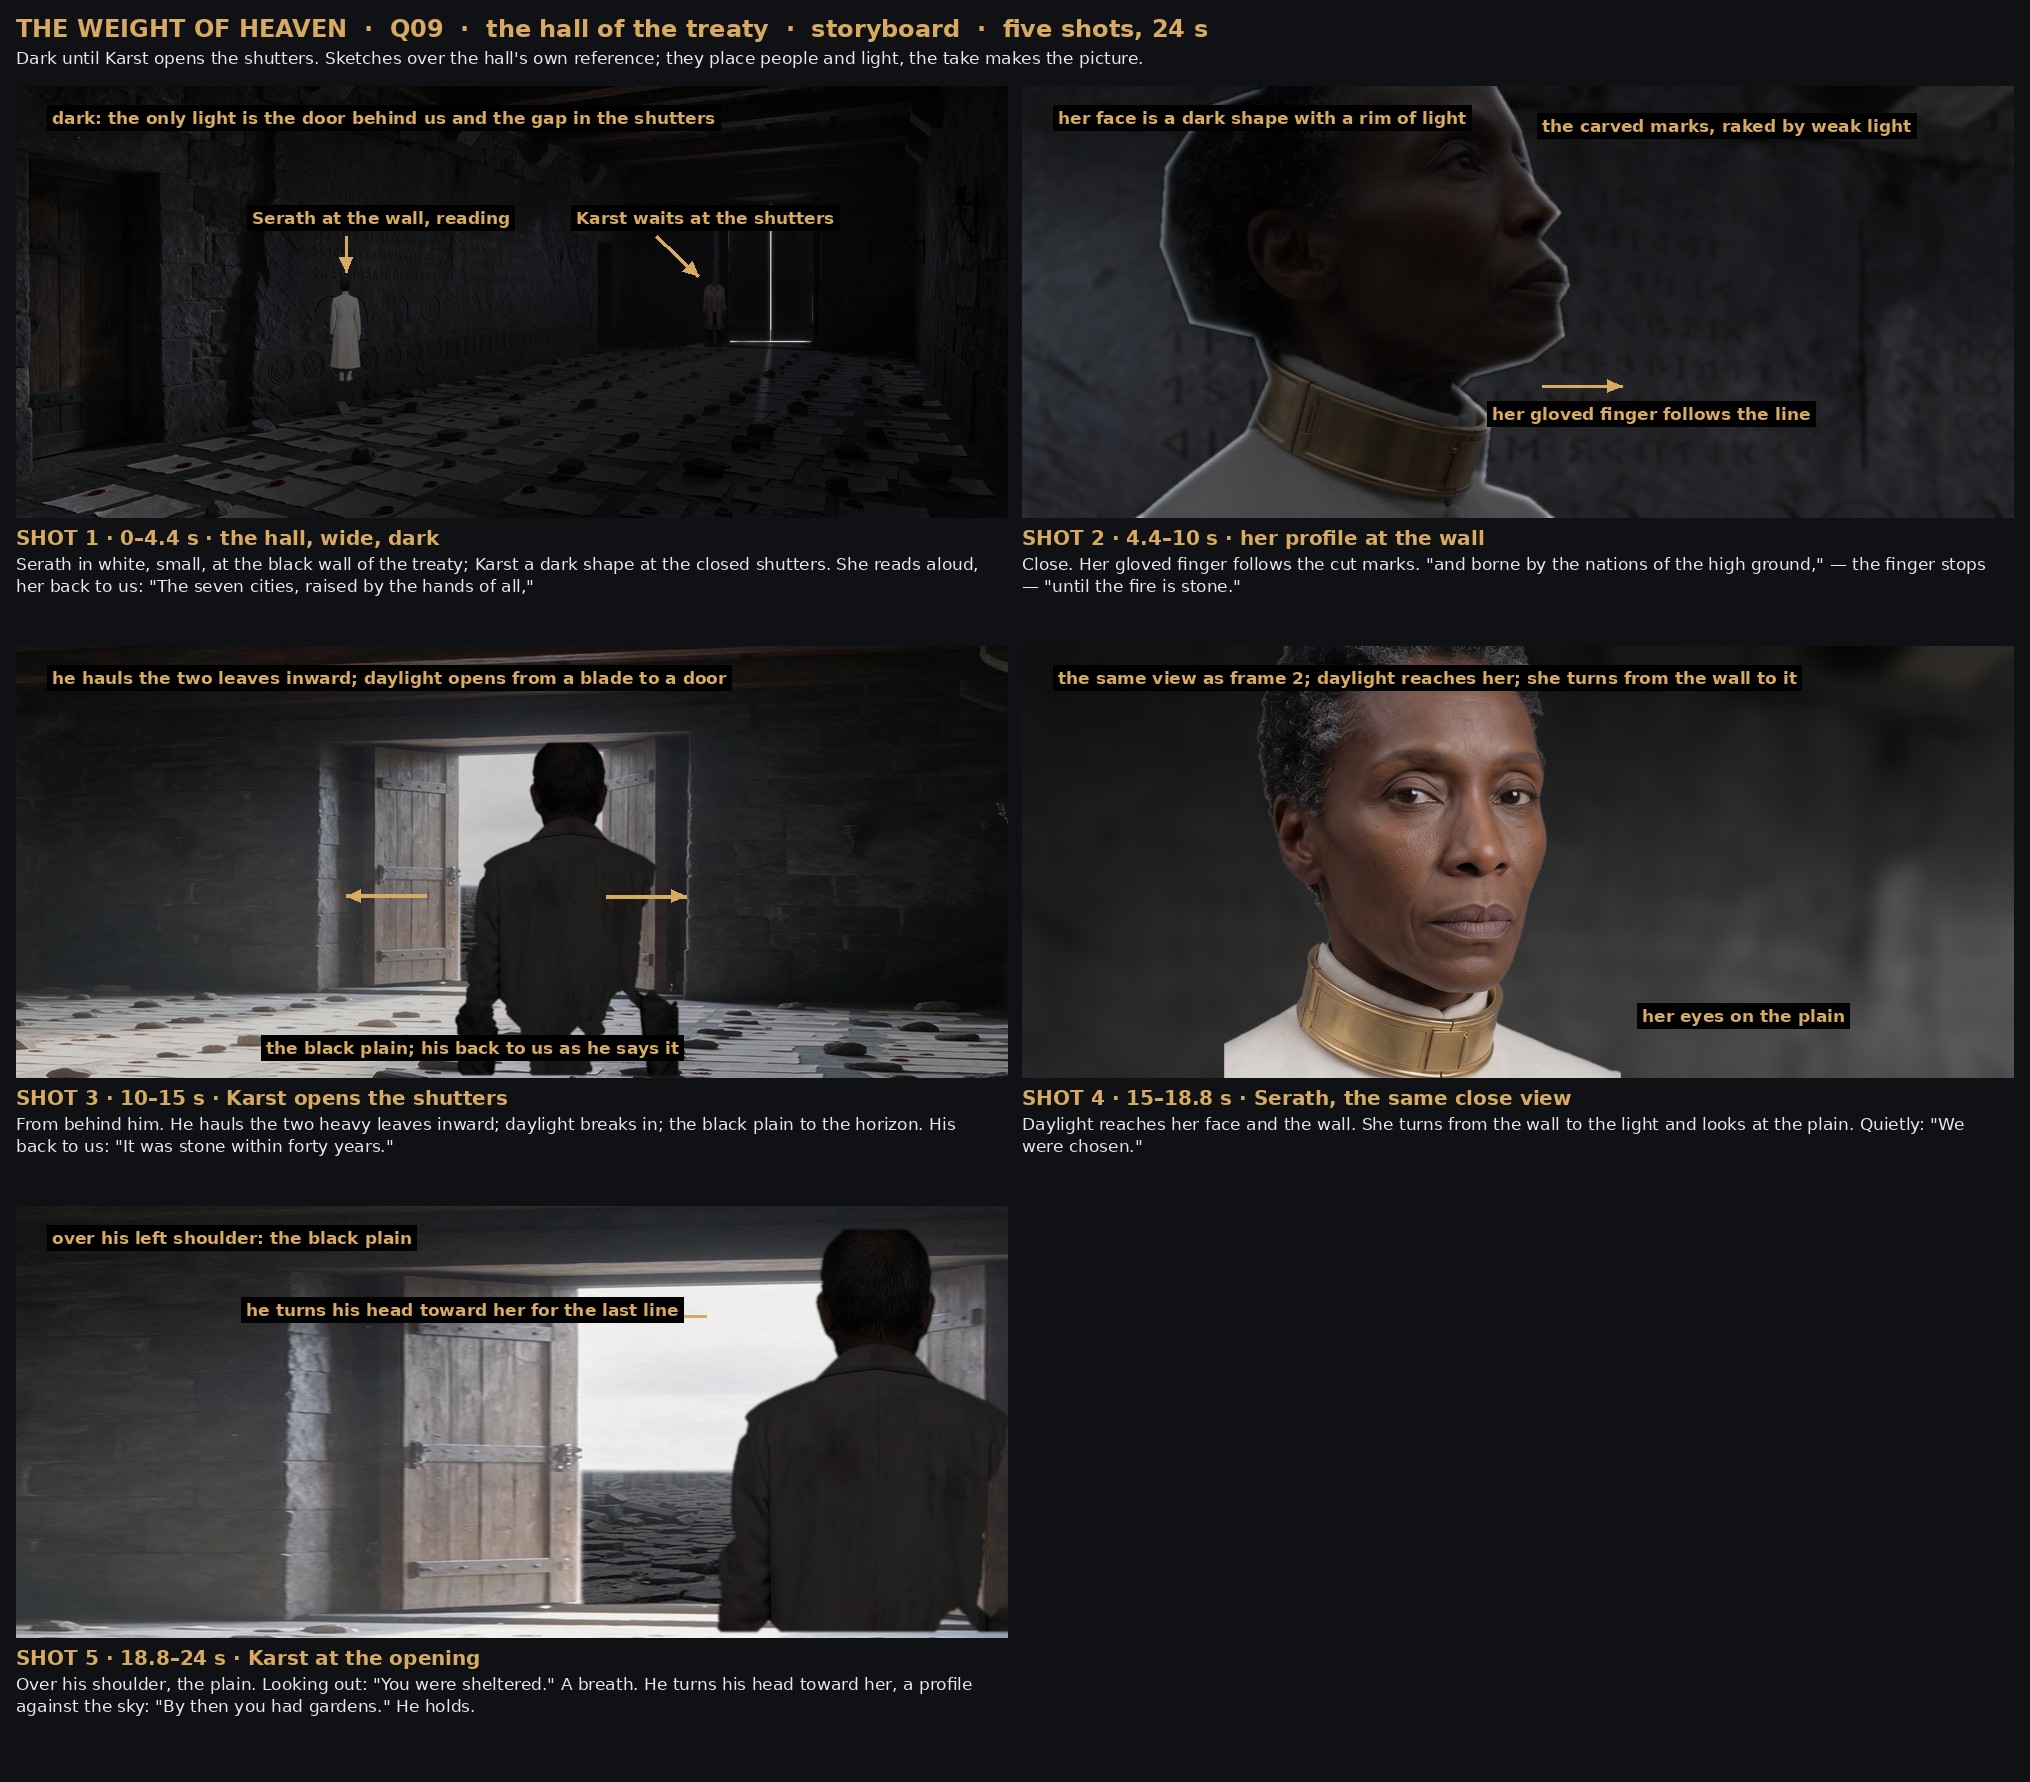 THE WEIGHT OF HEAVEN · Q09 · the hall of the treaty · storyboard · five shots, 24 s
Dark until Karst opens the shutters. Sketches over the hall's own reference; they place people and light, the take makes the picture.
dark: the only light is the door behind us and the gap in the shutters
Serath at the wall, reading
Karst waits at the shutters
SHOT 1 · 0–4.4 s · the hall, wide, dark
Serath in white, small, at the black wall of the treaty; Karst a dark shape at the closed shutters. She reads aloud,
her back to us: "The seven cities, raised by the hands of all,"
her face is a dark shape with a rim of light
the carved marks, raked by weak light
her gloved finger follows the line
SHOT 2 · 4.4–10 s · her profile at the wall
Close. Her gloved finger follows the cut marks. "and borne by the nations of the high ground," — the finger stops
— "until the fire is stone."
he hauls the two leaves inward; daylight opens from a blade to a door
the black plain; his back to us as he says it
SHOT 3 · 10–15 s · Karst opens the shutters
From behind him. He hauls the two heavy leaves inward; daylight breaks in; the black plain to the horizon. His
back to us: "It was stone within forty years."
the same view as frame 2; daylight reaches her; she turns from the wall to it
her eyes on the plain
SHOT 4 · 15–18.8 s · Serath, the same close view
Daylight reaches her face and the wall. She turns from the wall to the light and looks at the plain. Quietly: "We
were chosen."
over his left shoulder: the black plain
he turns his head toward her for the last line
SHOT 5 · 18.8–24 s · Karst at the opening
Over his shoulder, the plain. Looking out: "You were sheltered." A breath. He turns his head toward her, a profile
against the sky: "By then you had gardens." He holds.